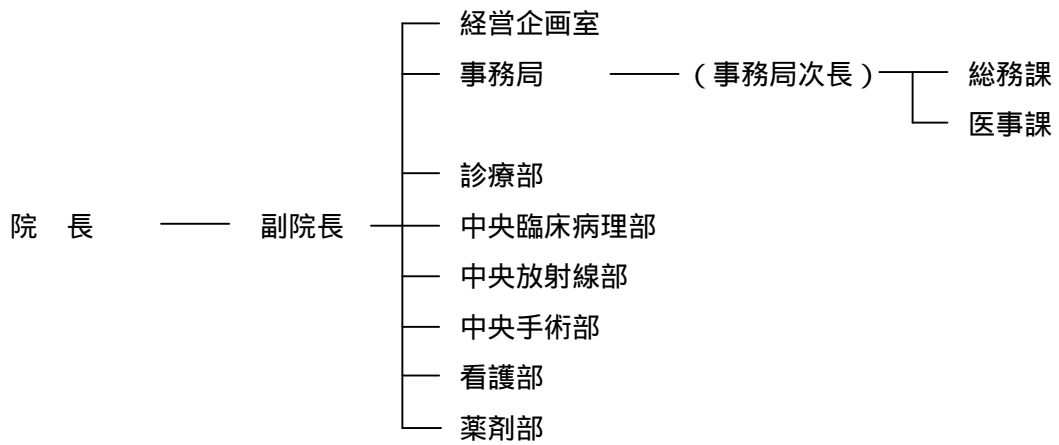 経営企画室
事務局 （事務局次長） 総務課
医事課
診療部
院　長 副院長 中央臨床病理部
中央放射線部
中央手術部
看護部
薬剤部